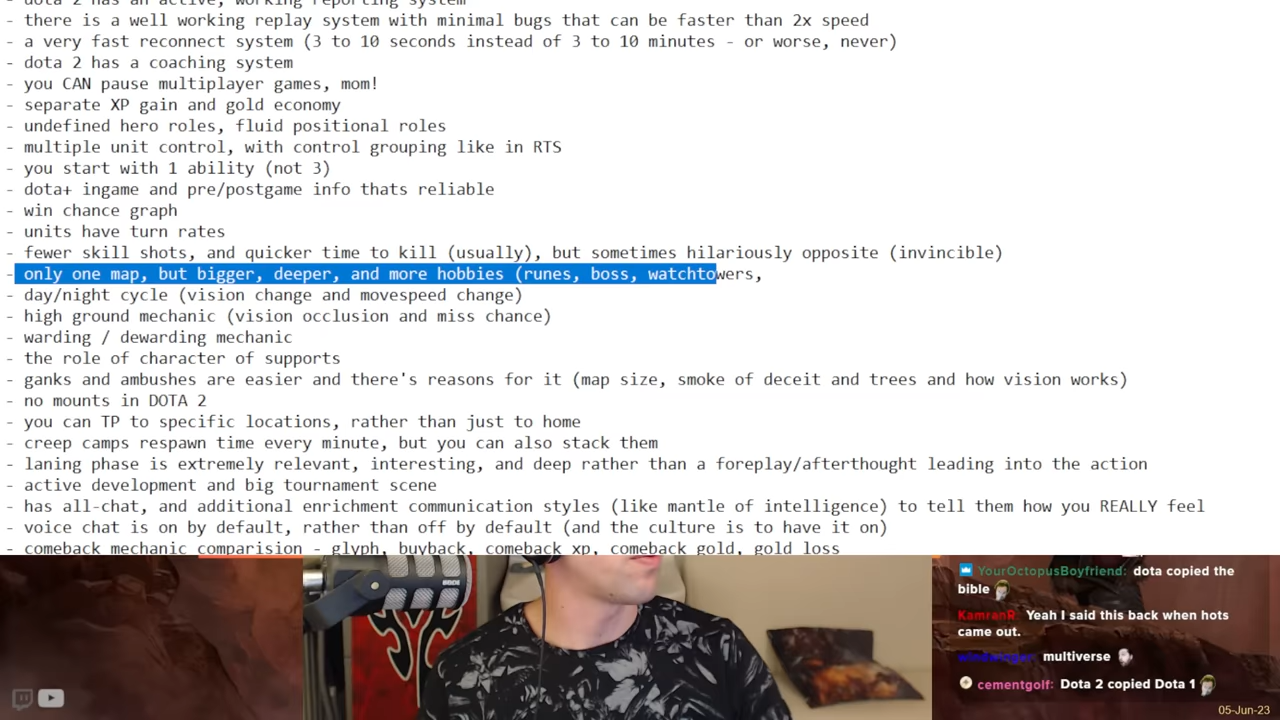 - dota 2 has an active, working reporting system
- there is a well working replay system with minimal bugs that can be faster than 2x speed
- a very fast reconnect system (3 to 10 seconds instead of 3 to 10 minutes - or worse, never)
- dota 2 has a coaching system
- you CAN pause multiplayer games, mom!
- separate XP gain and gold economy
- undefined hero roles, fluid positional roles
- multiple unit control, with control grouping like in RTS
- you start with 1 ability (not 3)
- dota+ ingame and pre/postgame info thats reliable
- win chance graph
- units have turn rates
- fewer skill shots, and quicker time to kill (usually), but sometimes hilariously opposite (invincible)
- only one map, but bigger, deeper, and more hobbies (runes, boss, watchtowers,
- day/night cycle (vision change and movespeed change)
- high ground mechanic (vision occlusion and miss chance)
- warding / dewarding mechanic
- the role of character of supports
- ganks and ambushes are easier and there's reasons for it (map size, smoke of deceit and trees and how vision works)
- no mounts in DOTA 2
- you can TP to specific locations, rather than just to home
- creep camps respawn time every minute, but you can also stack them
- laning phase is extremely relevant, interesting, and deep rather than a foreplay/afterthought leading into the action
- active development and big tournament scene
- has all-chat, and additional enrichment communication styles (like mantle of intelligence) to tell them how you REALLY feel
- voice chat is on by default, rather than off by default (and the culture is to have it on)
- comeback mechanic comparision - glyph, buyback, comeback xp, comeback gold, gold loss
YourOctopusBoyfriend: dota copied the
bible
KamranR: Yeah I said this back when hots
came out.
multiverse
cementgolf: Dota 2 copied Dota 1
05-Jun-23